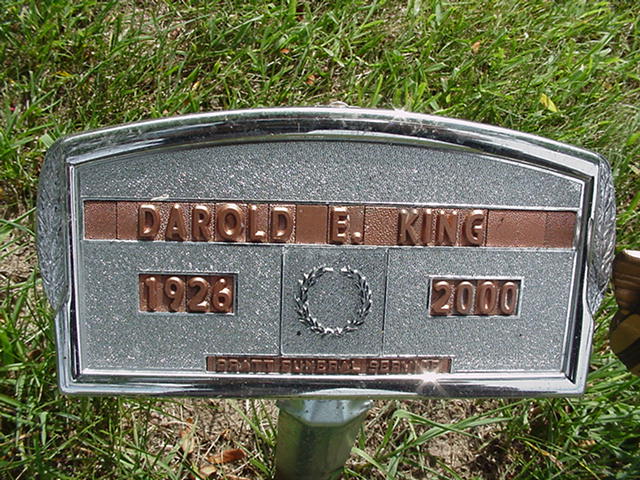 DAROLD E. KING
1926 2000
PRATT FUNERAL SERVICE